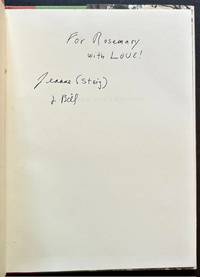 For Rosemary
with LOVE!
Jeanne (Steig)
& Bill